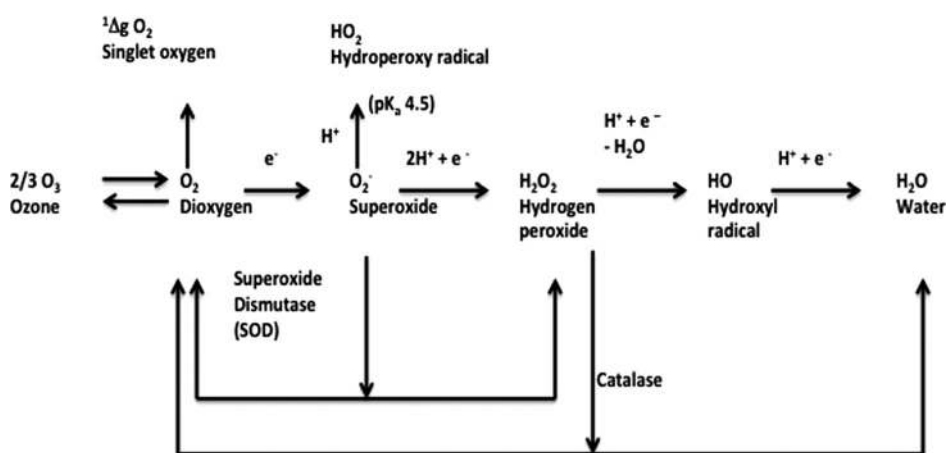 ¹Δg O₂
Singlet oxygen
HO₂
Hydroperoxy radical
(pKₐ 4.5)
H⁺
H⁺ + e⁻
- H₂O
e⁻
2H⁺ + e⁻
H⁺ + e⁻
2/3 O₃
Ozone
O₂
Dioxygen
O₂⁻
Superoxide
H₂O₂
Hydrogen
peroxide
HO
Hydroxyl
radical
H₂O
Water
Superoxide
Dismutase
(SOD)
Catalase